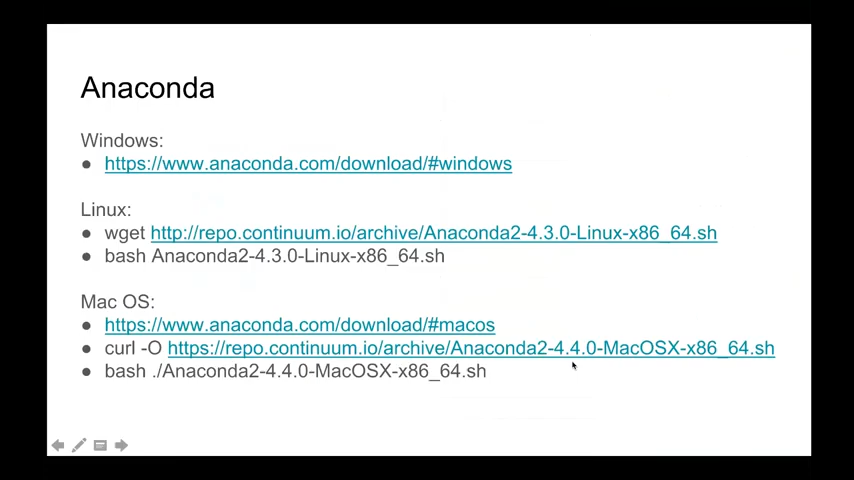 Anaconda
Windows:
● https://www.anaconda.com/download/#windows
Linux:
● wget http://repo.continuum.io/archive/Anaconda2-4.3.0-Linux-x86_64.sh
● bash Anaconda2-4.3.0-Linux-x86_64.sh
Mac OS:
● https://www.anaconda.com/download/#macos
● curl -O https://repo.continuum.io/archive/Anaconda2-4.4.0-MacOSX-x86_64.sh
● bash ./Anaconda2-4.4.0-MacOSX-x86_64.sh